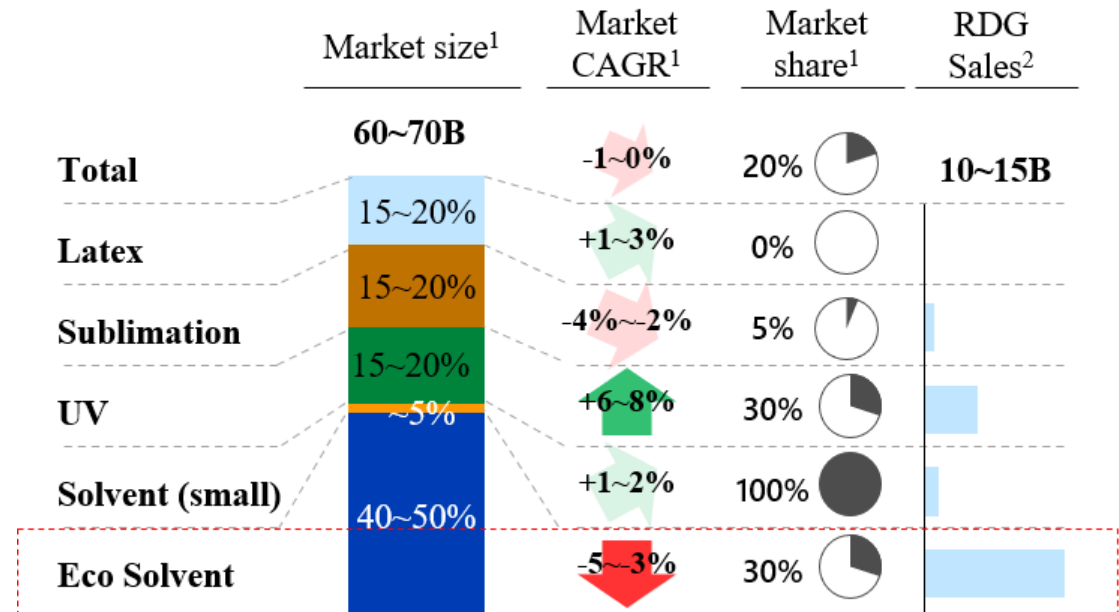 Market size1
Market
CAGR1
Market
share1
RDG
Sales2
60~70B
Total
-1~0%
20%
10~15B
15~20%
Latex
+1~3%
0%
15~20%
Sublimation
-4%~-2%
5%
15~20%
UV
~5%
+6~8%
30%
Solvent (small)
40~50%
+1~2%
100%
Eco Solvent
-5~-3%
30%